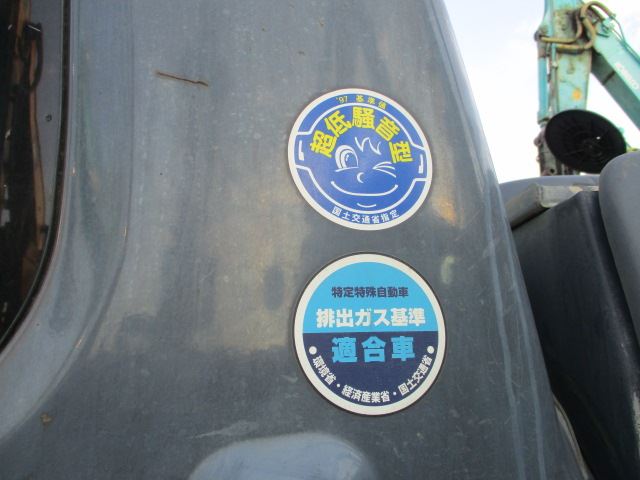 '97 基準値
超低騒音型
国土交通省指定
特定特殊自動車
排出ガス基準
適合車
・環境省・経済産業省・国土交通省・